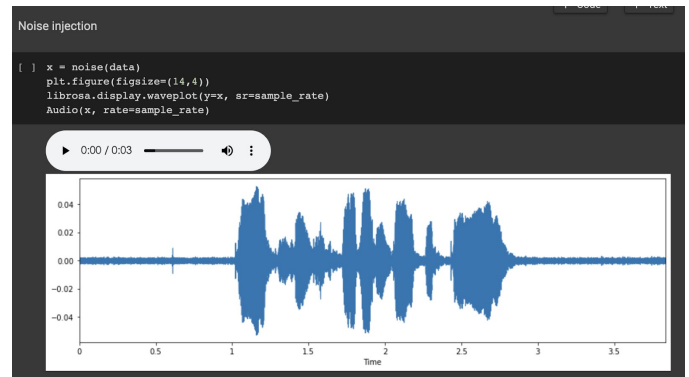 + Code + Text
Noise injection
[ ] x = noise(data)
plt.figure(figsize=(14,4))
librosa.display.waveplot(y=x, sr=sample_rate)
Audio(x, rate=sample_rate)
0:00 / 0:03
0.04
0.02
0.00
−0.02
−0.04
0 0.5 1 1.5 2 2.5 3 3.5
Time